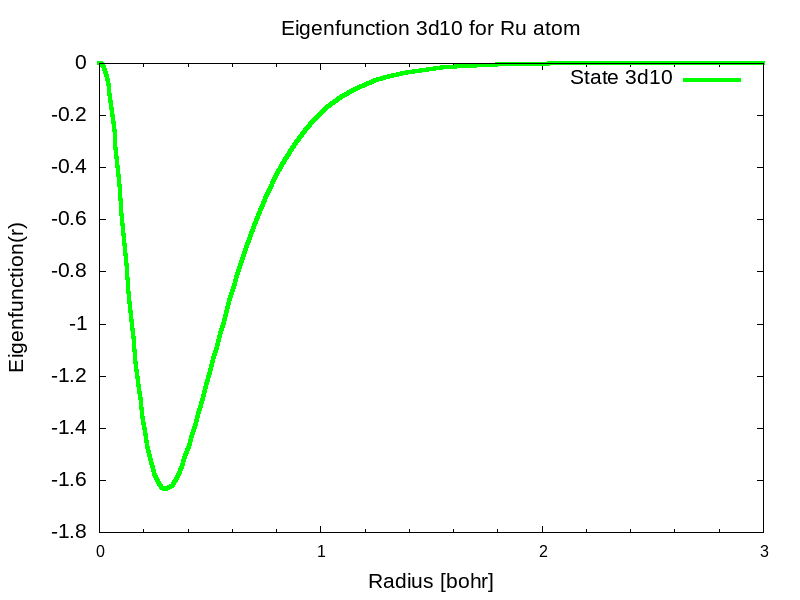 Eigenfunction 3d10 for Ru atom
State 3d10
0
-0.2
-0.4
-0.6
-0.8
-1
-1.2
-1.4
-1.6
-1.8
0 1 2 3
Eigenfunction(r)
Radius [bohr]